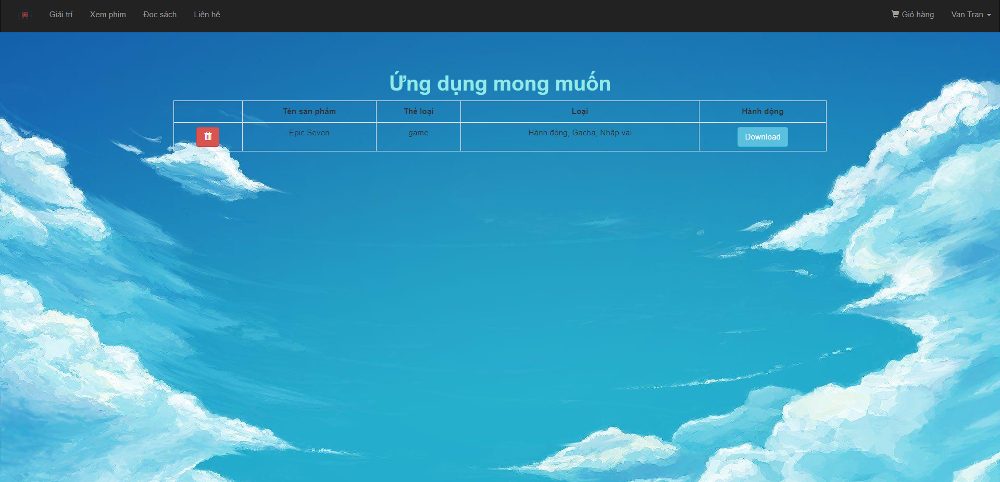 Giải trí Xem phim Đọc sách Liên hệ Giỏ hàng Van Tran
Ứng dụng mong muốn
Tên sản phẩm Thể loại Loại Hành động
Epic Seven game Hành động, Gacha, Nhập vai Download